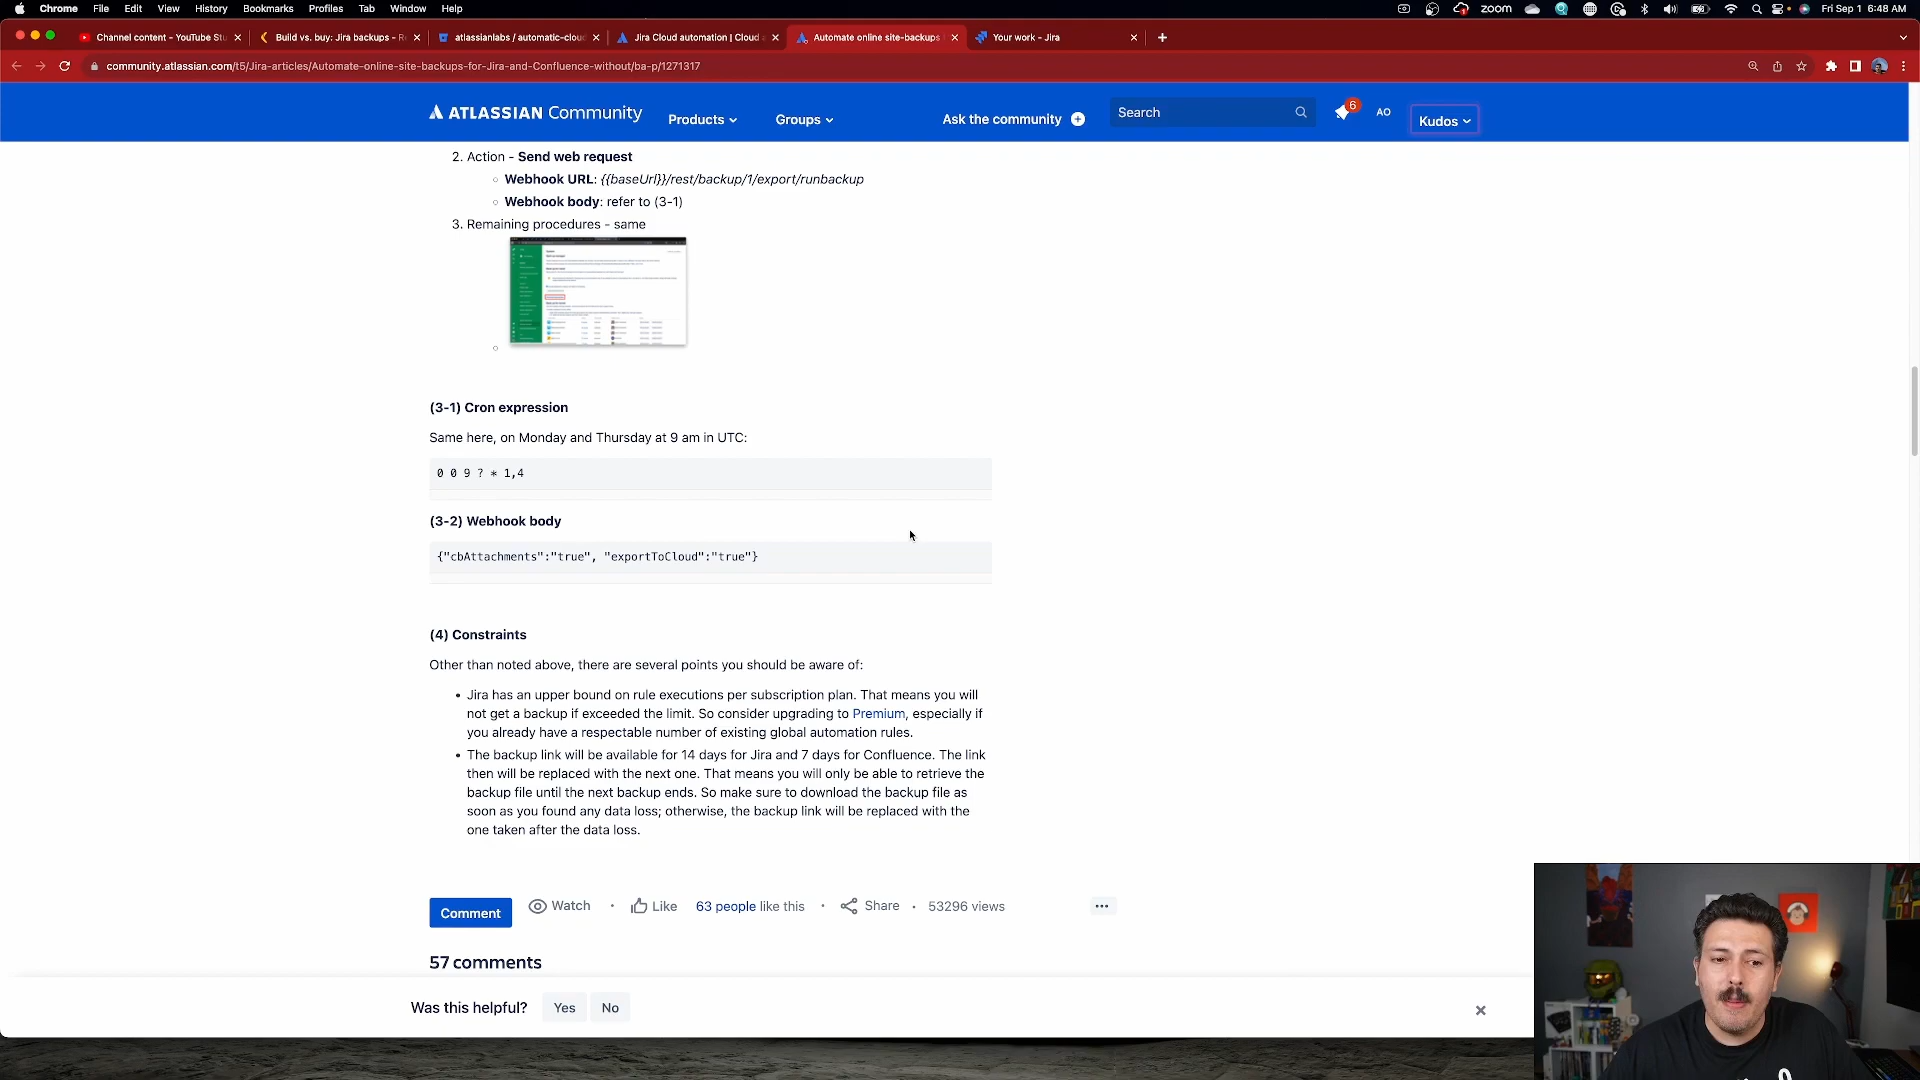 Chrome File Edit View History Bookmarks Profiles Tab Window Help
zoom Fri Sep 1 6:48 AM
Channel content - YouTube Stu
Build vs. buy: Jira backups - R
atlassianlabs / automatic-cloud
Jira Cloud automation | Cloud
Automate online site-backups
Your work - Jira
community.atlassian.com/t5/Jira-articles/Automate-online-site-backups-for-Jira-and-Confluence-without/ba-p/1271317
ATLASSIAN Community Products Groups Ask the community Search 6 AO Kudos
2. Action - Send web request
Webhook URL: {{baseUrl}}/rest/backup/1/export/runbackup
Webhook body: refer to (3-1)
3. Remaining procedures - same
(3-1) Cron expression
Same here, on Monday and Thursday at 9 am in UTC:
0 0 9 ? * 1,4
(3-2) Webhook body
{"cbAttachments":"true", "exportToCloud":"true"}
(4) Constraints
Other than noted above, there are several points you should be aware of:
• Jira has an upper bound on rule executions per subscription plan. That means you will
not get a backup if exceeded the limit. So consider upgrading to Premium, especially if
you already have a respectable number of existing global automation rules.
• The backup link will be available for 14 days for Jira and 7 days for Confluence. The link
then will be replaced with the next one. That means you will only be able to retrieve the
backup file until the next backup ends. So make sure to download the backup file as
soon as you found any data loss; otherwise, the backup link will be replaced with the
one taken after the data loss.
Comment Watch • Like 63 people like this • Share • 53296 views
57 comments
Was this helpful? Yes No